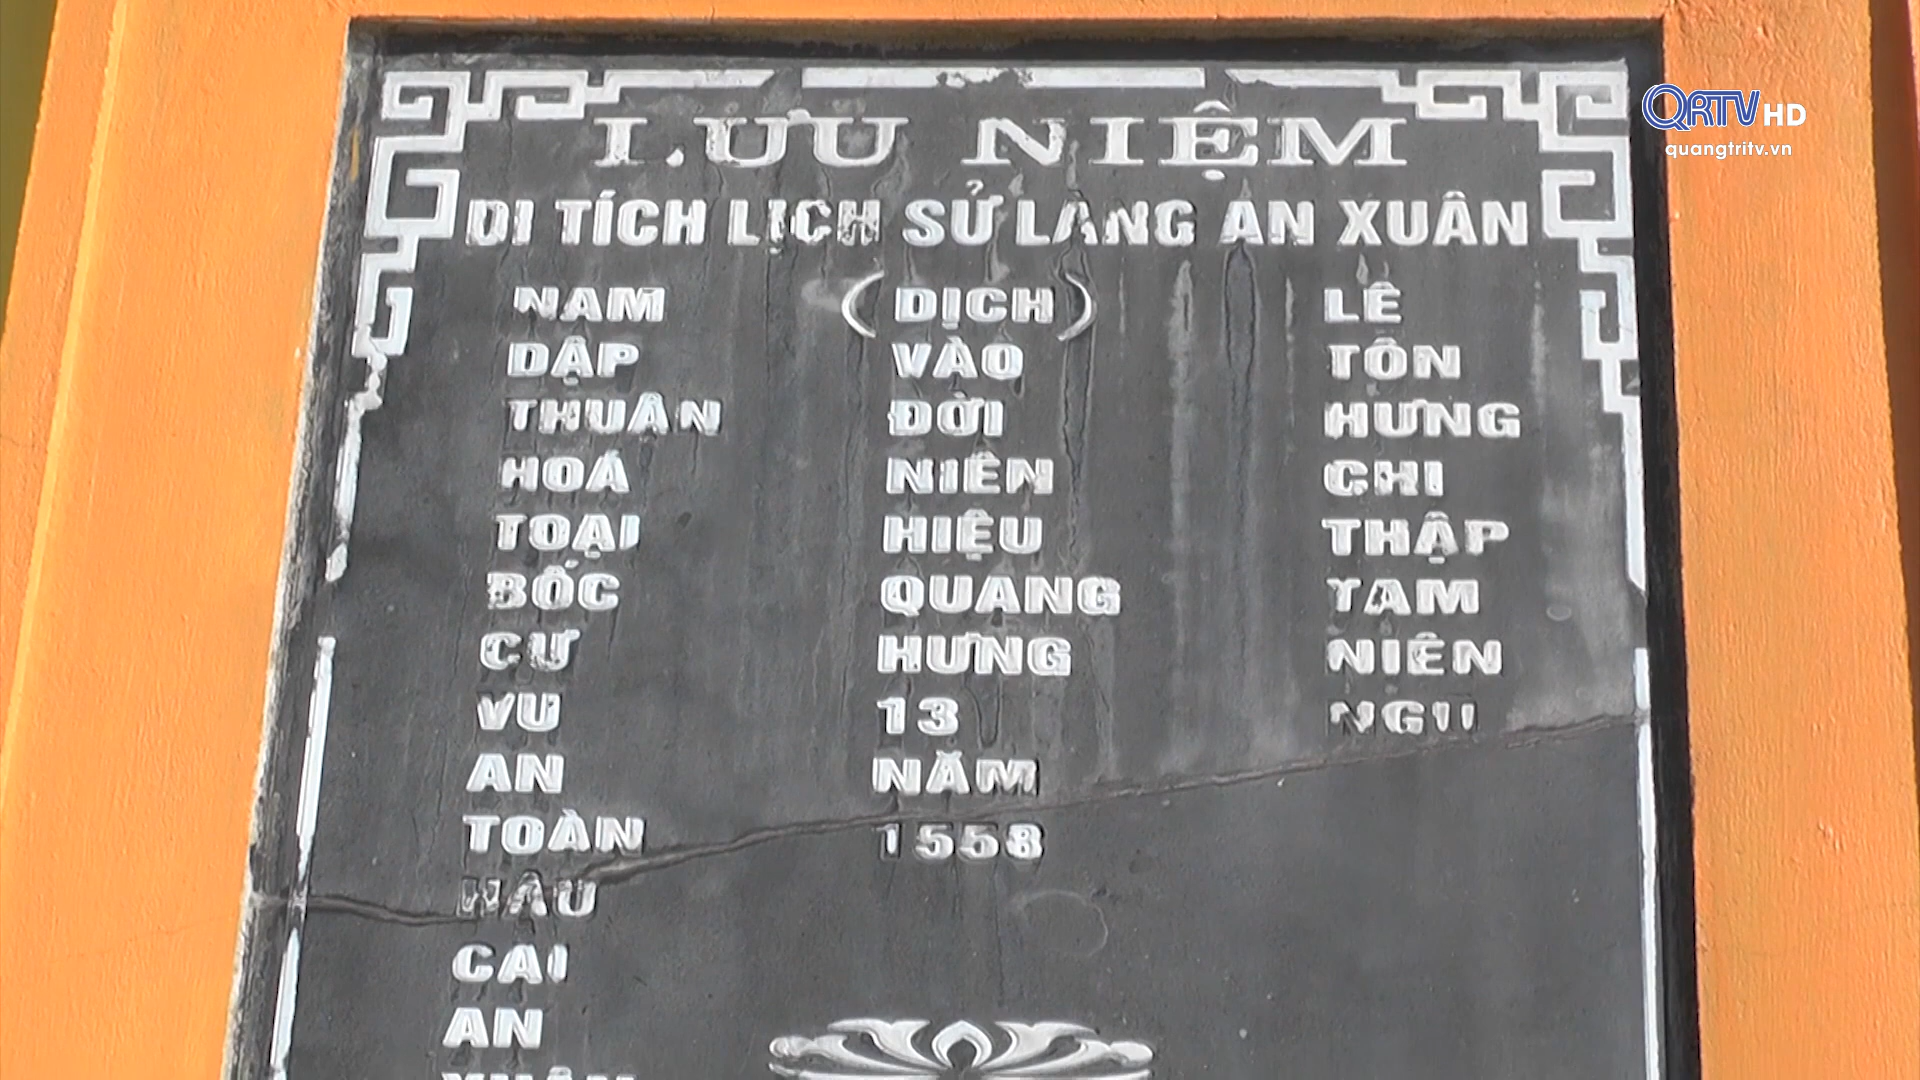 QRTV HD
quangtritv.vn
LƯU NIỆM
DI TÍCH LỊCH SỬ LÀNG AN XUÂN
NAM (DỊCH) LÊ
DẬP VÀO TÔN
THUẬN ĐỜI HƯNG
HOÁ NIÊN CHI
TOẠI HIỆU THẬP
BỐC QUANG TAM
CƯ HƯNG NIÊN
VU 13 NGU
AN NĂM
TOÀN 1558
HẬU
CAI
AN
XUÂN